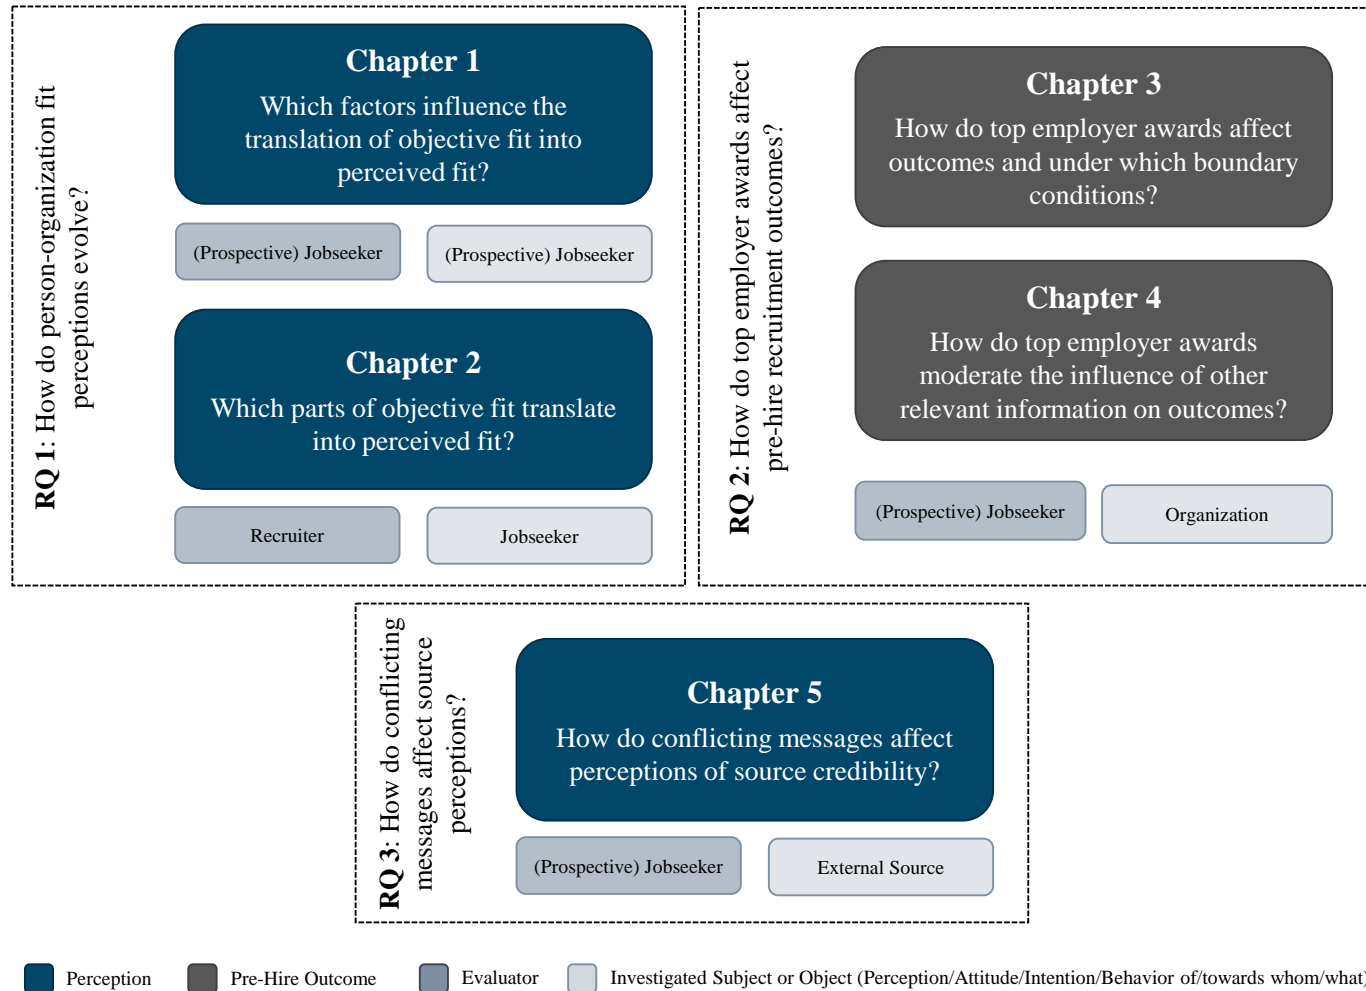 RQ 1: How do person-organization fit
perceptions evolve?
Chapter 1
Which factors influence the
translation of objective fit into
perceived fit?
(Prospective) Jobseeker
(Prospective) Jobseeker
Chapter 2
Which parts of objective fit translate
into perceived fit?
Recruiter
Jobseeker
RQ 2: How do top employer awards affect
pre-hire recruitment outcomes?
Chapter 3
How do top employer awards affect
outcomes and under which boundary
conditions?
Chapter 4
How do top employer awards
moderate the influence of other
relevant information on outcomes?
(Prospective) Jobseeker
Organization
RQ 3: How do conflicting
messages affect source
perceptions?
Chapter 5
How do conflicting messages affect
perceptions of source credibility?
(Prospective) Jobseeker
External Source
Perception
Pre-Hire Outcome
Evaluator
Investigated Subject or Object (Perception/Attitude/Intention/Behavior of/towards whom/what)